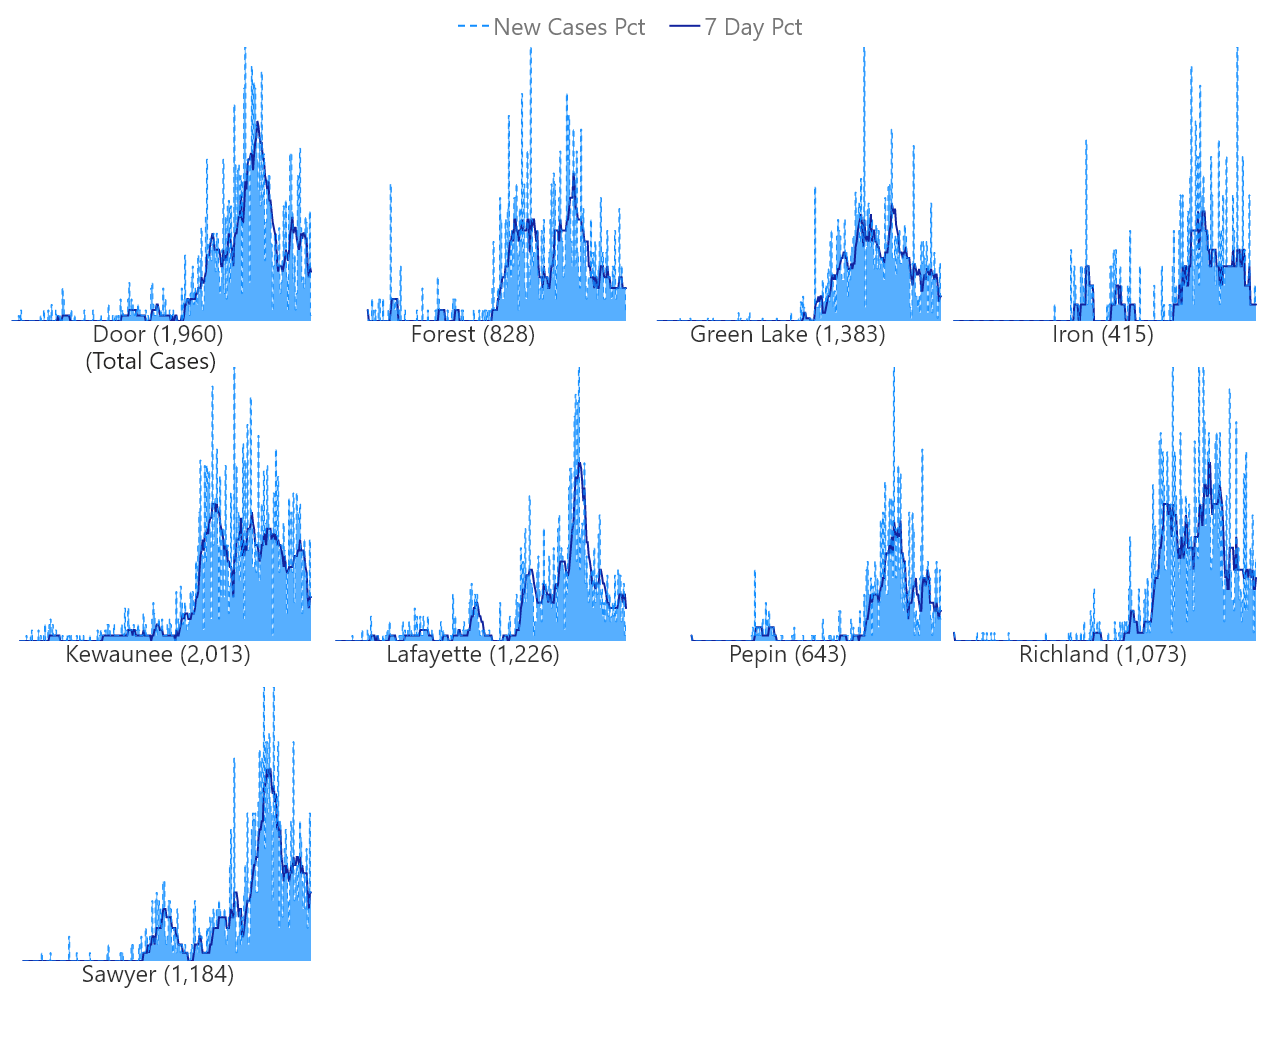 New Cases Pct 7 Day Pct
Door (1,960)
(Total Cases)
Forest (828)
Green Lake (1,383)
Iron (415)
Kewaunee (2,013)
Lafayette (1,226)
Pepin (643)
Richland (1,073)
Sawyer (1,184)